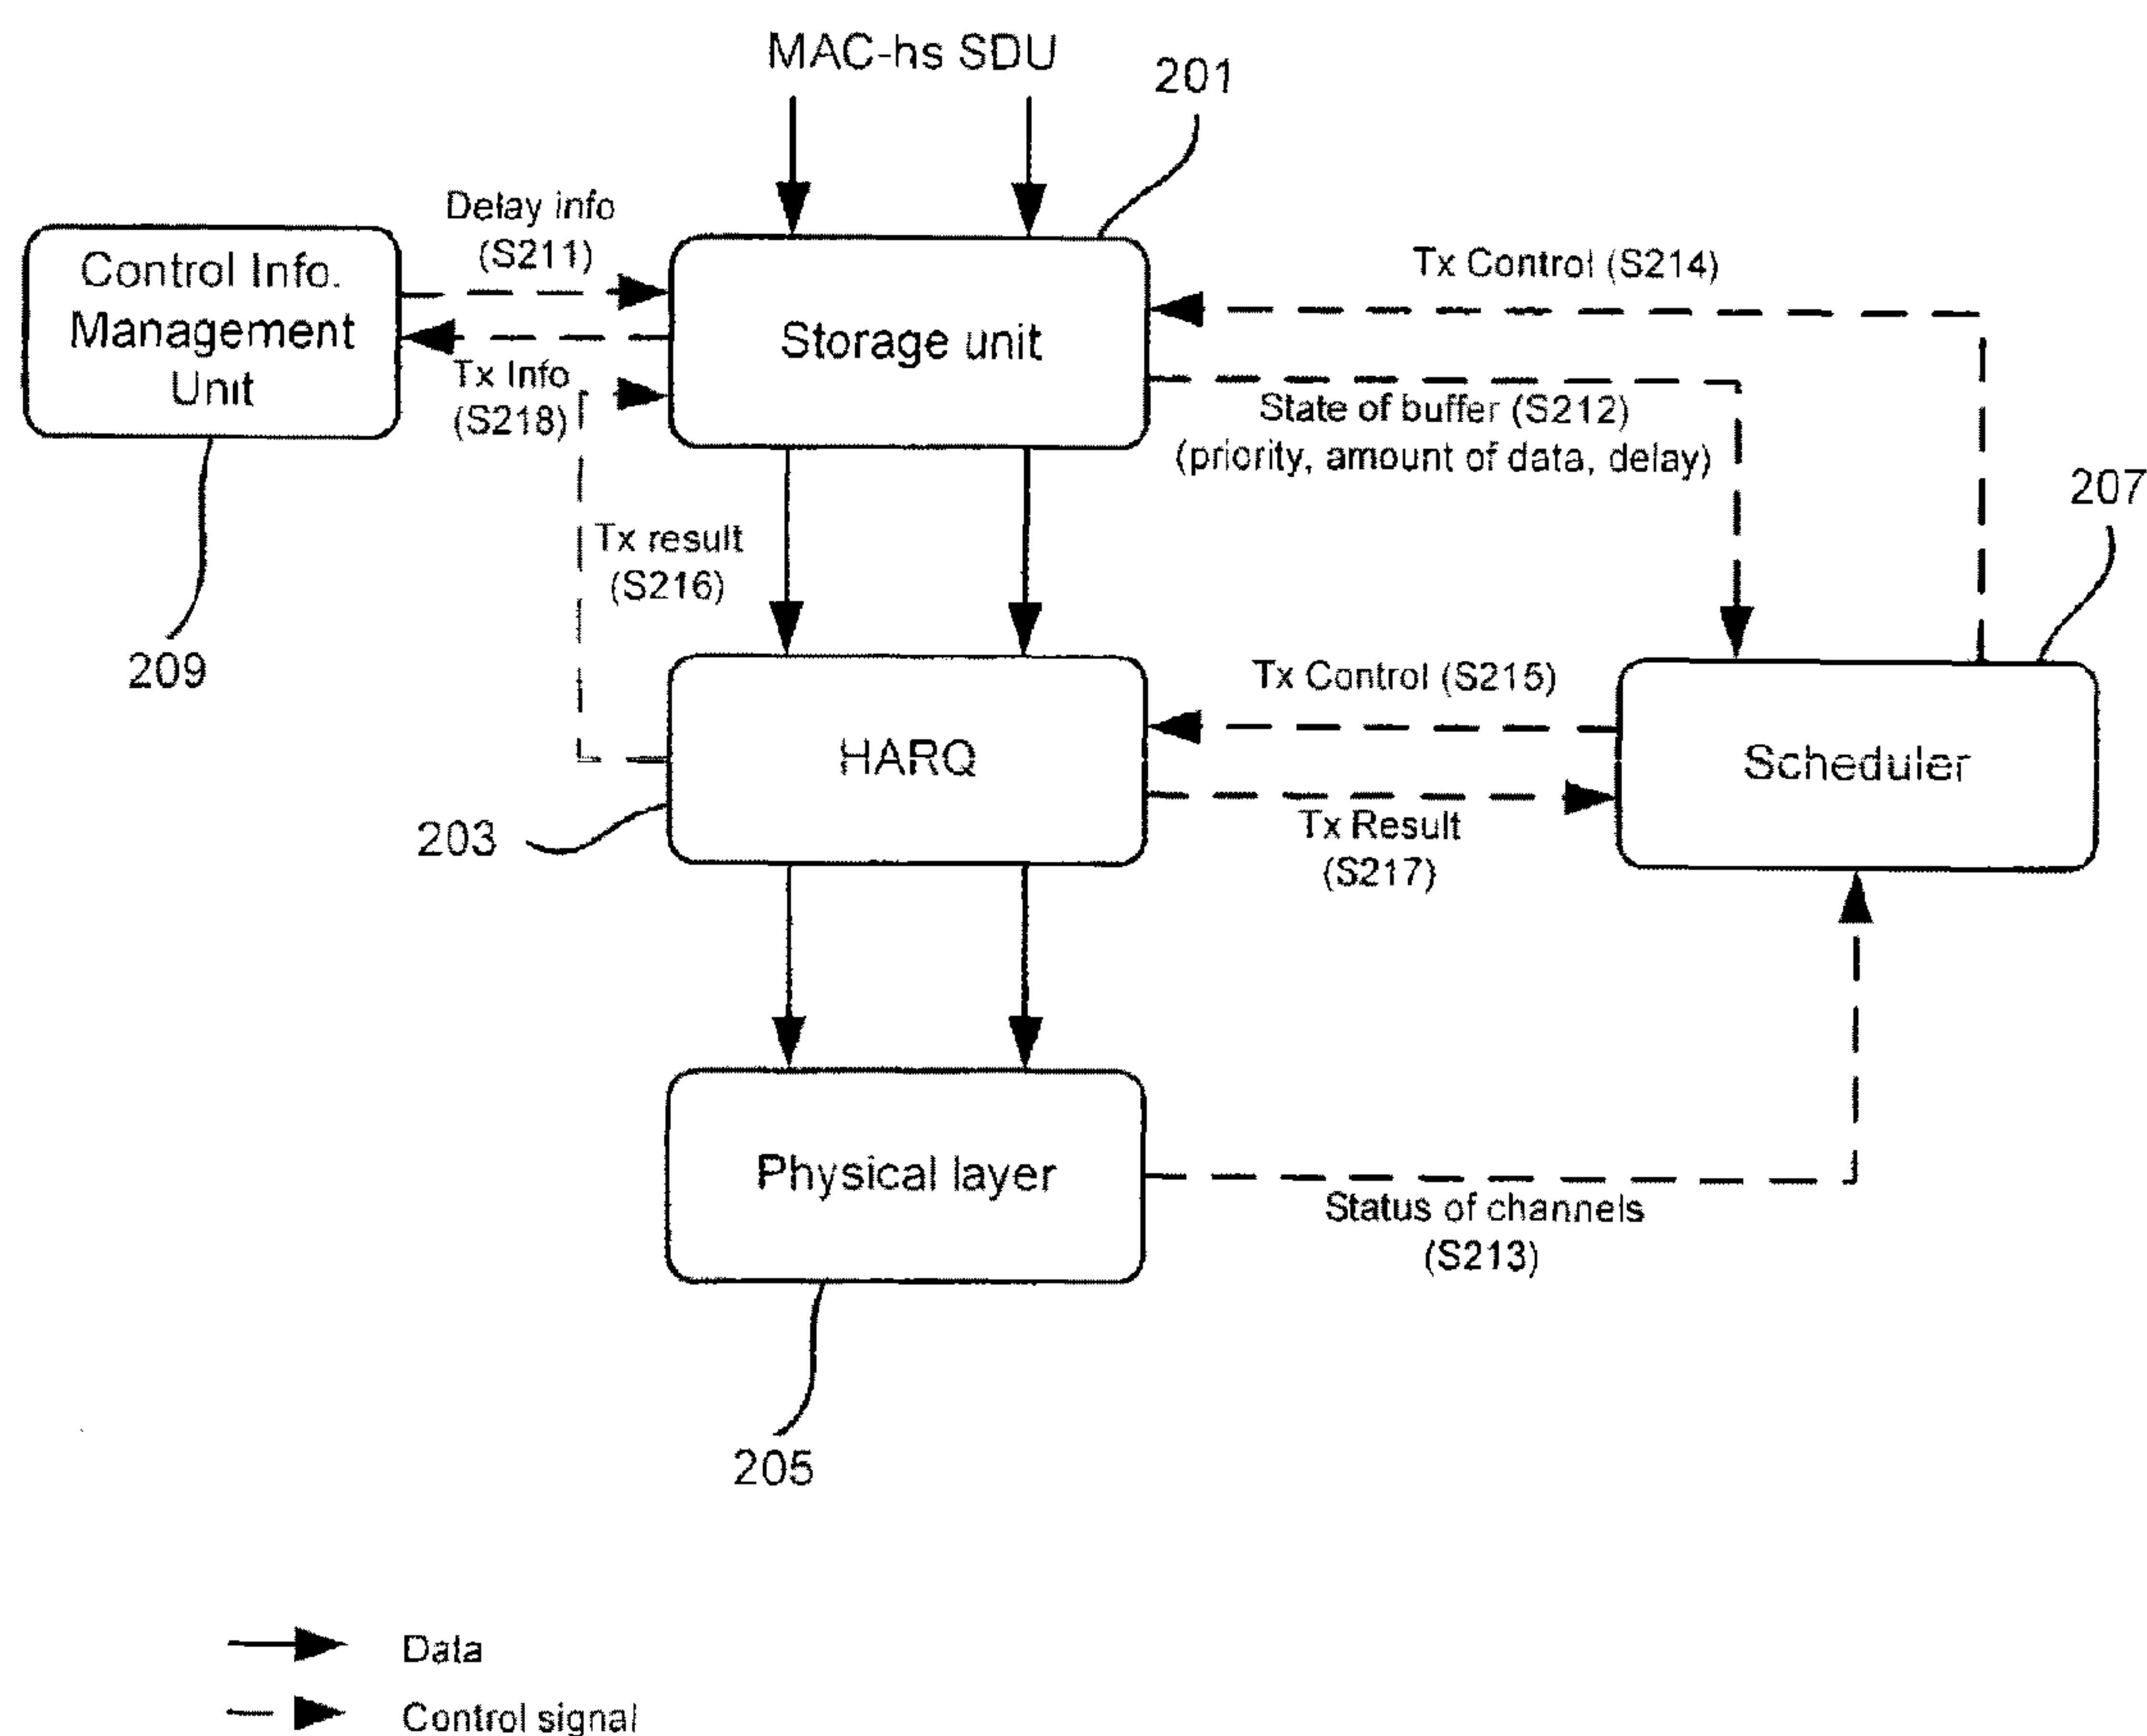 MAC-hs SDU
201
Delay info
(S211)
Control Info.
Management
Unit
Tx Control (S214)
Storage unit
Tx Info
(S218)
State of buffer (S212)
(priority, amount of data, delay)
207
Tx result
(S216)
209
Tx Control (S215)
HARQ
Scheduler
203
Tx Result
(S217)
Physical layer
Status of channels
(S213)
205
Data
Control signal